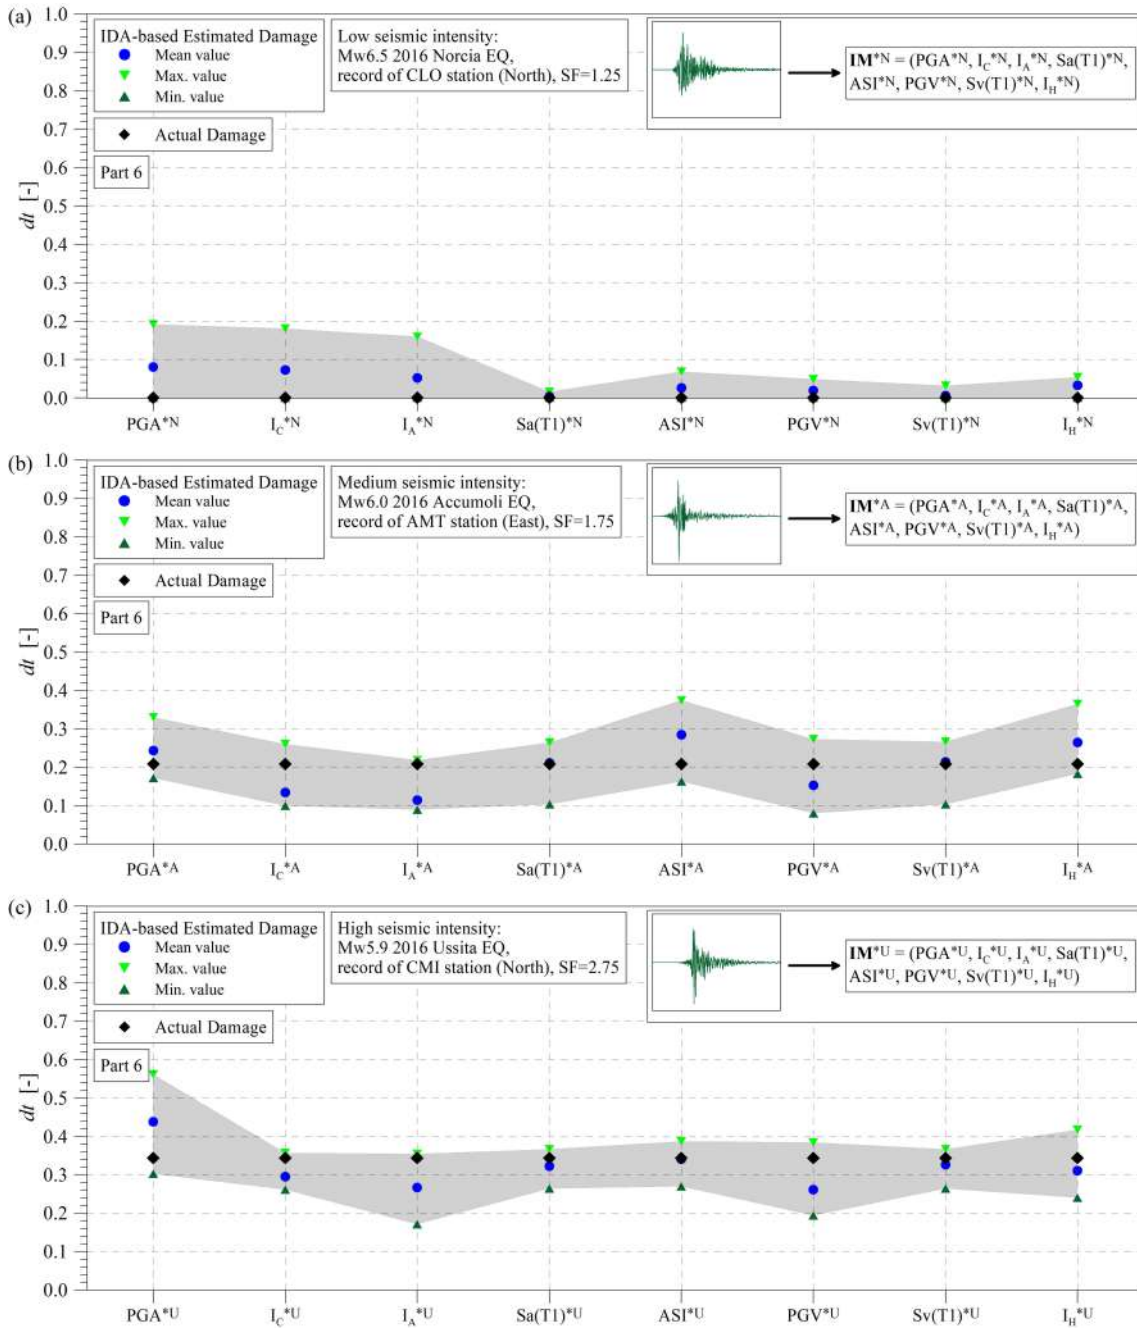 (a)
1.0
0.9
0.8
0.7
0.6
0.5
0.4
0.3
0.2
0.1
0.0
dt [-]
IDA-based Estimated Damage
Mean value
Max. value
Min. value
Actual Damage
Part 6
Low seismic intensity:
Mw6.5 2016 Norcia EQ,
record of CLO station (North), SF=1.25
IM*N = (PGA*N, IC*N, IA*N, Sa(T1)*N,
ASI*N, PGV*N, Sv(T1)*N, IH*N)
PGA*N IC*N IA*N Sa(T1)*N ASI*N PGV*N Sv(T1)*N IH*N
(b)
1.0
0.9
0.8
0.7
0.6
0.5
0.4
0.3
0.2
0.1
0.0
dt [-]
IDA-based Estimated Damage
Mean value
Max. value
Min. value
Actual Damage
Part 6
Medium seismic intensity:
Mw6.0 2016 Accumoli EQ,
record of AMT station (East), SF=1.75
IM*A = (PGA*A, IC*A, IA*A, Sa(T1)*A,
ASI*A, PGV*A, Sv(T1)*A, IH*A)
PGA*A IC*A IA*A Sa(T1)*A ASI*A PGV*A Sv(T1)*A IH*A
(c)
1.0
0.9
0.8
0.7
0.6
0.5
0.4
0.3
0.2
0.1
0.0
dt [-]
IDA-based Estimated Damage
Mean value
Max. value
Min. value
Actual Damage
Part 6
High seismic intensity:
Mw5.9 2016 Ussita EQ,
record of CMI station (North), SF=2.75
IM*U = (PGA*U, IC*U, IA*U, Sa(T1)*U,
ASI*U, PGV*U, Sv(T1)*U, IH*U)
PGA*U IC*U IA*U Sa(T1)*U ASI*U PGV*U Sv(T1)*U IH*U